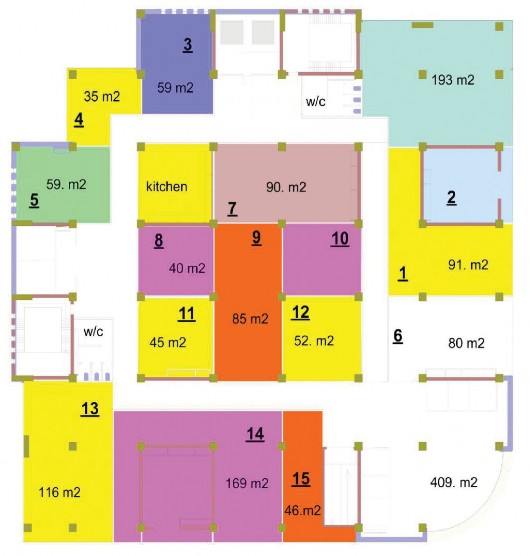 3
59 m2
35 m2
4
w/c
193 m2
59. m2
5
kitchen
90. m2
7
2
8
9
10
1
40 m2
91. m2
11
12
6
45 m2
85 m2
52. m2
80 m2
w/c
13
14
116 m2
169 m2
15
46. m2
409. m2